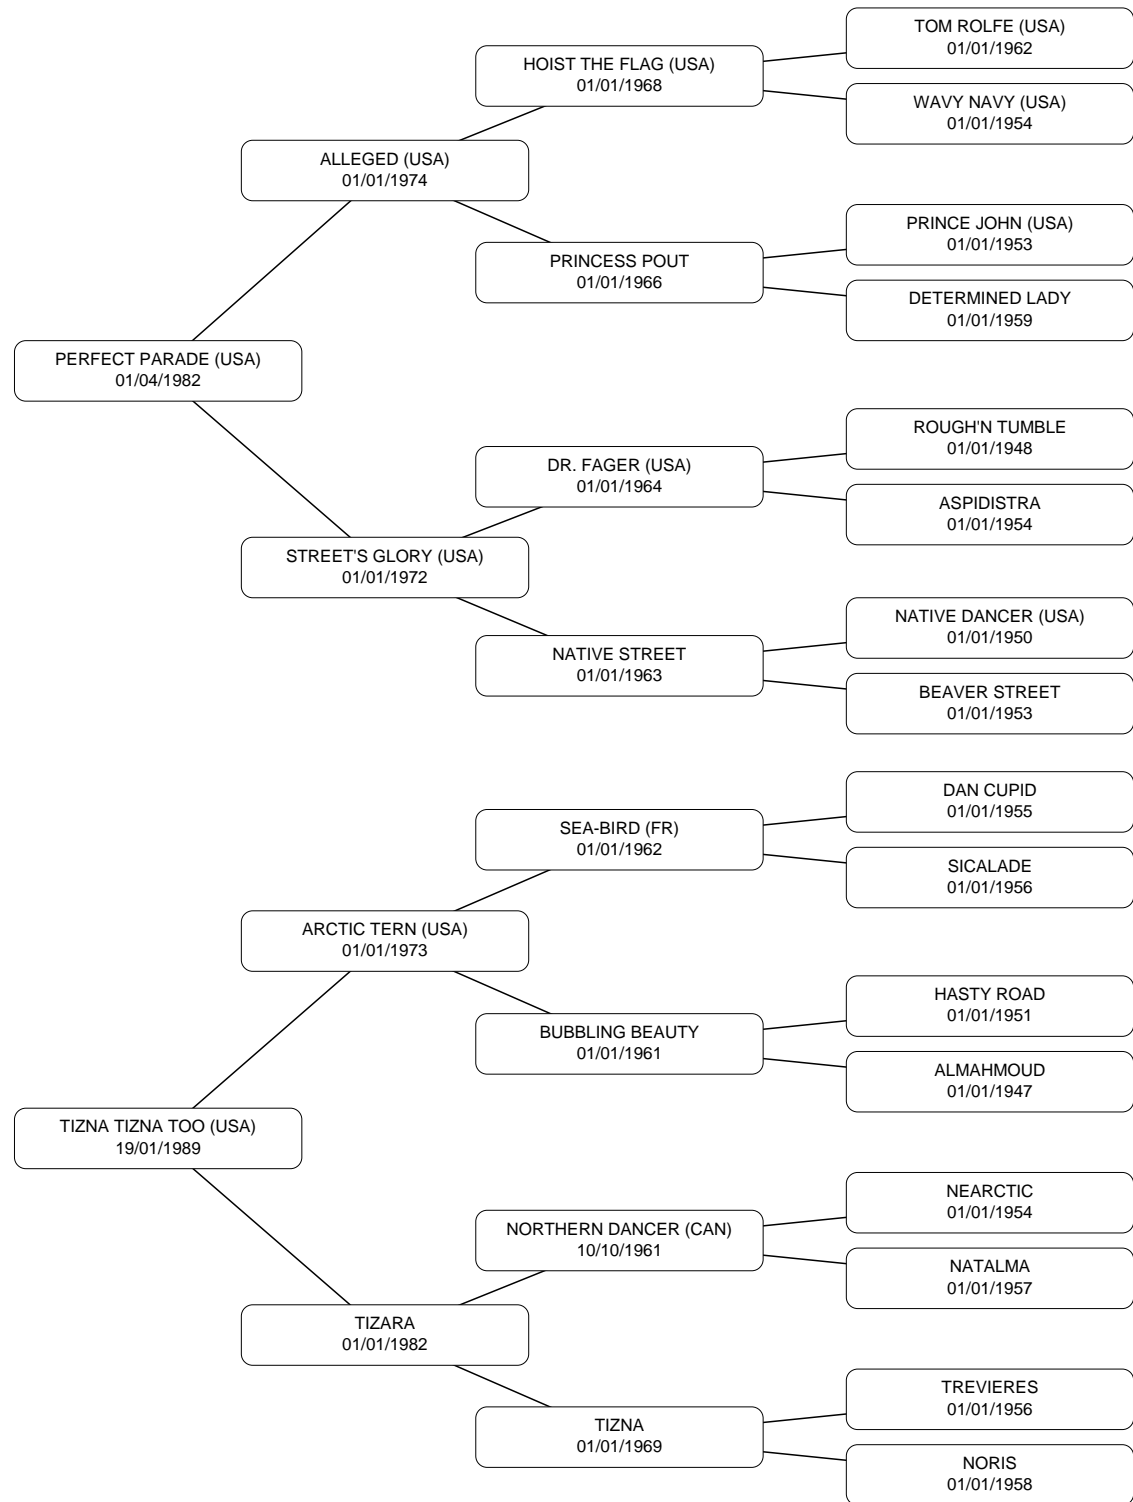 TOM ROLFE (USA)
01/01/1962
HOIST THE FLAG (USA)
01/01/1968
WAVY NAVY (USA)
01/01/1954
ALLEGED (USA)
01/01/1974
PRINCE JOHN (USA)
01/01/1953
PRINCESS POUT
01/01/1966
DETERMINED LADY
01/01/1959
PERFECT PARADE (USA)
01/04/1982
ROUGH'N TUMBLE
01/01/1948
DR. FAGER (USA)
01/01/1964
ASPIDISTRA
01/01/1954
STREET'S GLORY (USA)
01/01/1972
NATIVE DANCER (USA)
01/01/1950
NATIVE STREET
01/01/1963
BEAVER STREET
01/01/1953
DAN CUPID
01/01/1955
SEA-BIRD (FR)
01/01/1962
SICALADE
01/01/1956
ARCTIC TERN (USA)
01/01/1973
HASTY ROAD
01/01/1951
BUBBLING BEAUTY
01/01/1961
ALMAHMOUD
01/01/1947
TIZNA TIZNA TOO (USA)
19/01/1989
NEARCTIC
01/01/1954
NORTHERN DANCER (CAN)
10/10/1961
NATALMA
01/01/1957
TIZARA
01/01/1982
TREVIERES
01/01/1956
TIZNA
01/01/1969
NORIS
01/01/1958